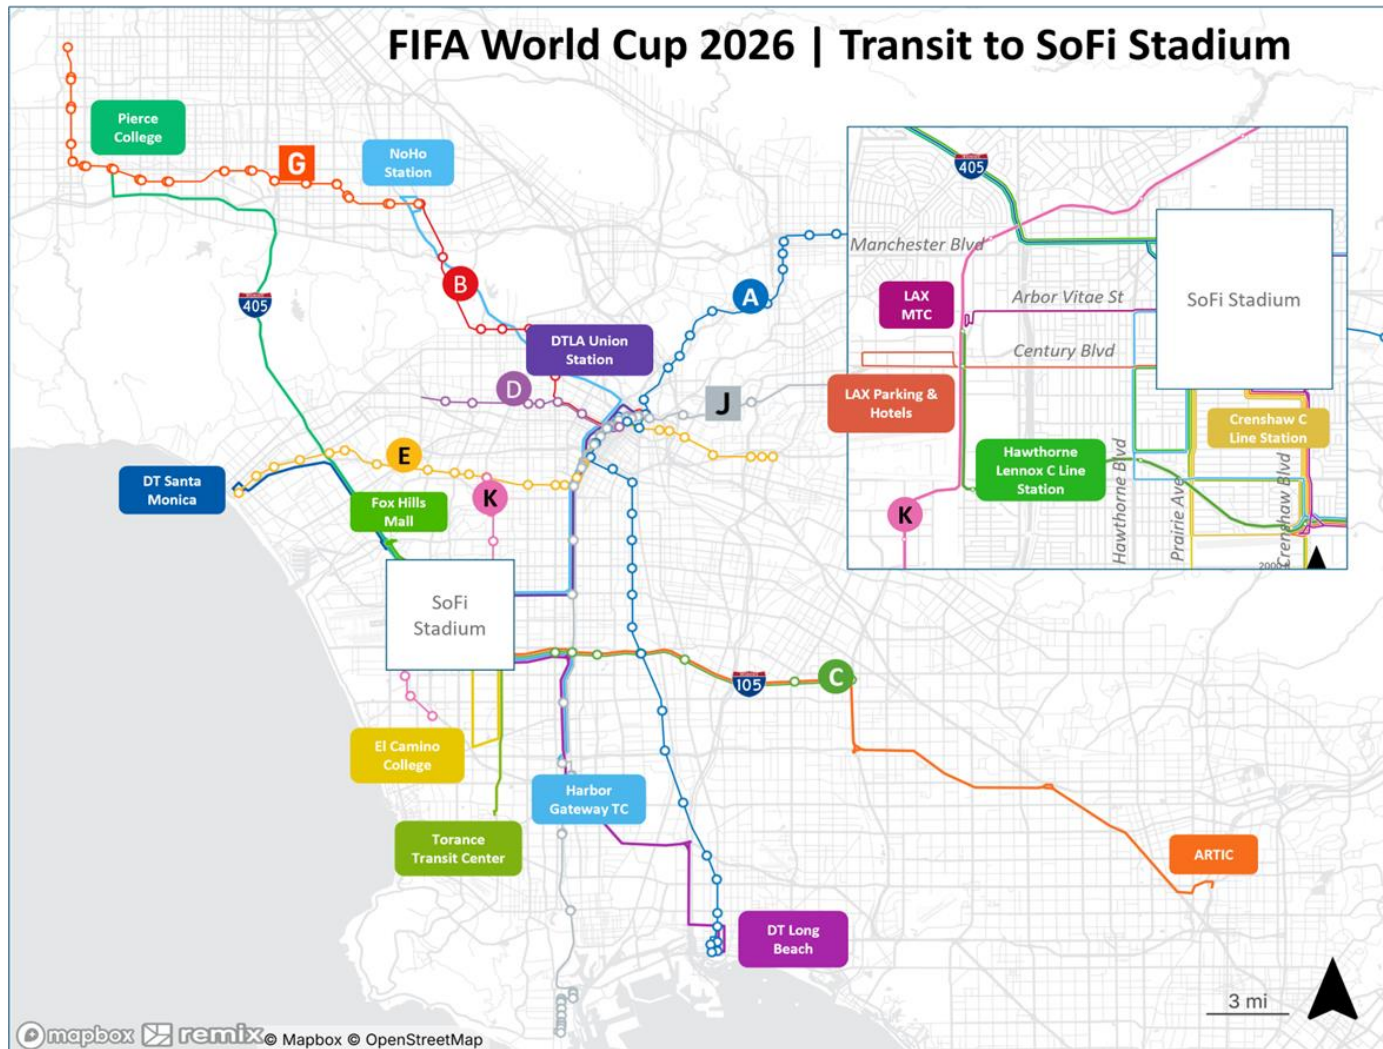 FIFA World Cup 2026 | Transit to SoFi Stadium
Pierce
College
G
NoHo
Station
405
B
A
DTLA Union
Station
D
J
E
DT Santa
Monica
K
Fox Hills
Mall
SoFi
Stadium
105
C
El Camino
College
Harbor
Gateway TC
Torance
Transit Center
ARTIC
DT Long
Beach
405
Manchester Blvd
LAX
MTC
Arbor Vitae St
SoFi Stadium
Century Blvd
LAX Parking &
Hotels
Crenshaw C
Line Station
Hawthorne
Lennox C Line
Station
K
Hawthorne Blvd
Prairie Ave
Crenshaw Blvd
3 mi
mapbox remix © Mapbox © OpenStreetMap